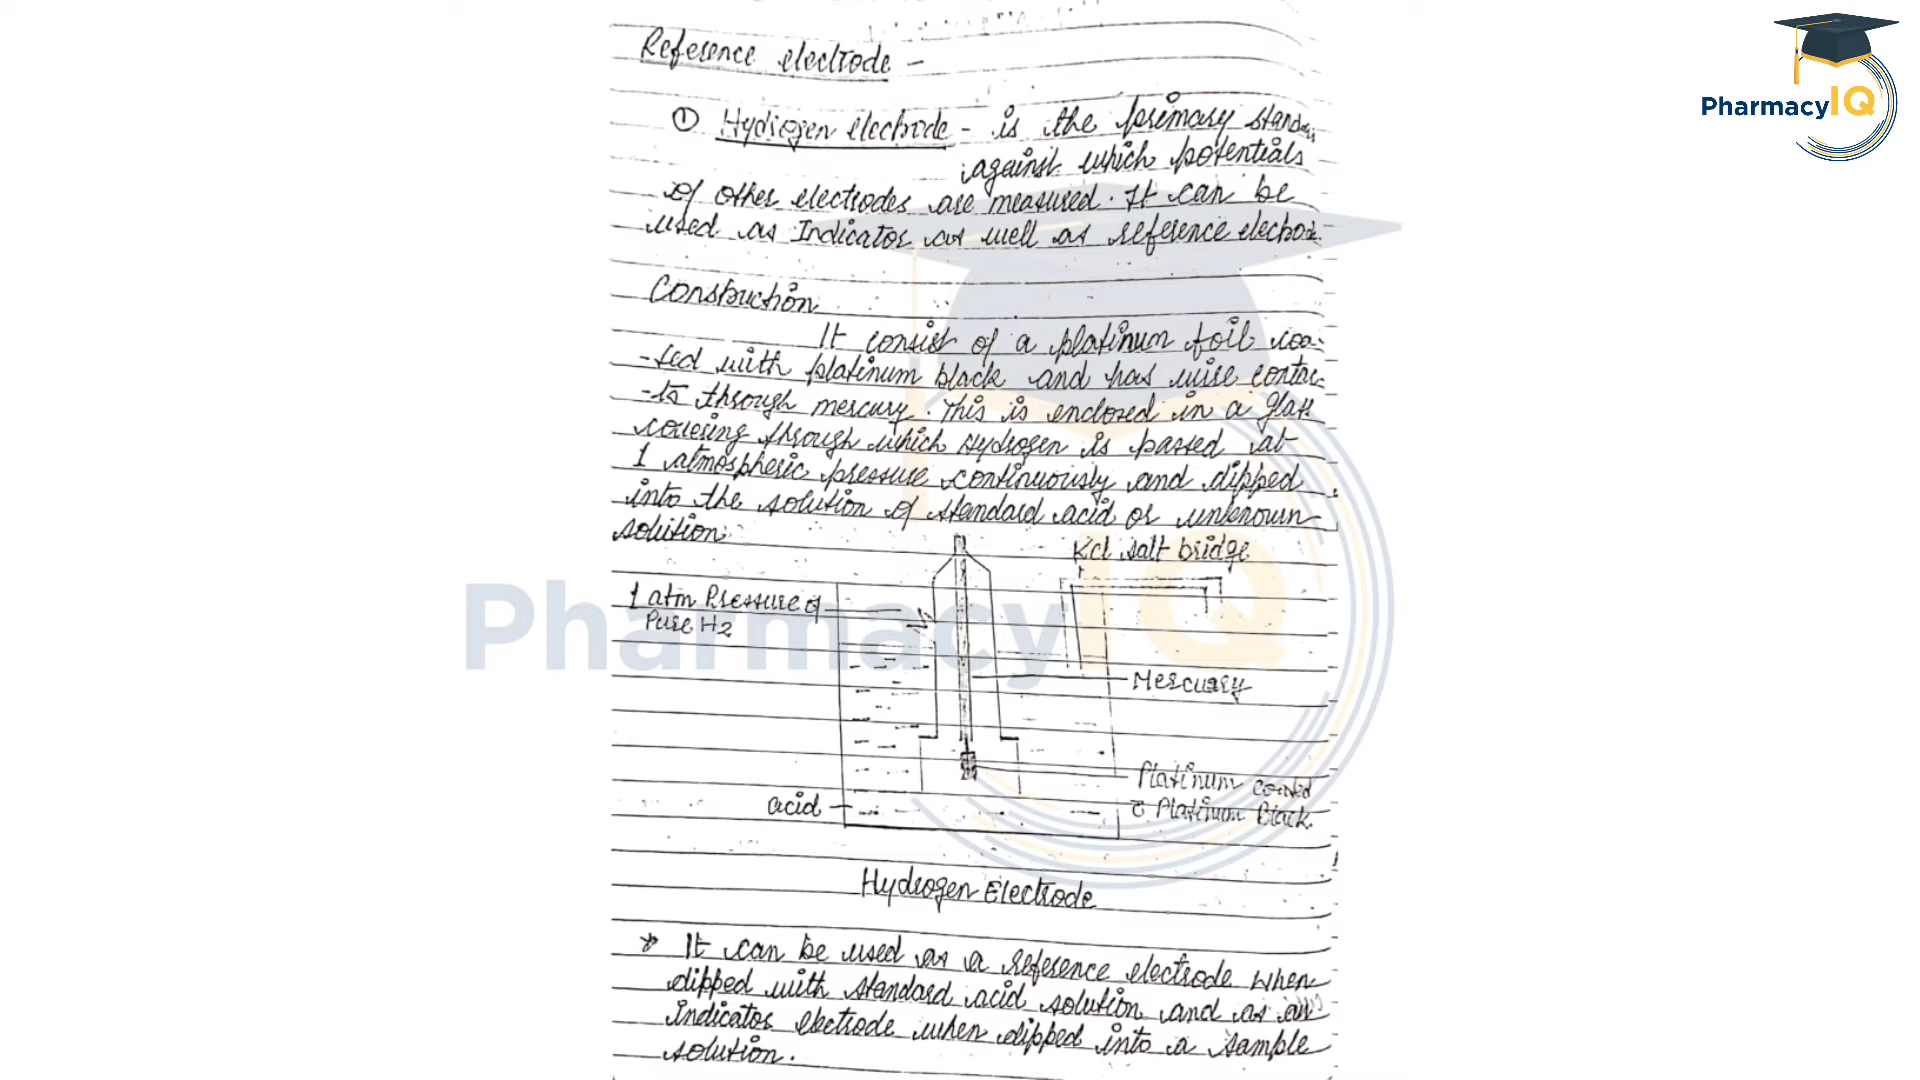 Reference electrode -
PharmacyIQ
① Hydrogen electrode - is the primary standa
against which potentials
of other electrodes are measured. It can be
used as Indicator as well as reference electrode.
Construction
It consist of a platinum foil coa-
-ted with platinum black and has wire contac-
-ts through mercury. This is enclosed in a glass
covering through which Hydrogen is passed at
1 atmospheric pressure continuously and dipped
into the solution of standard acid or unknown
solution.
KCl salt bridge
1 atm Pressure of
Pure H2
PharmacyIQ
Mercuary
Platinum coated
c̄ Platinum Black.
acid
Hydrogen Electrode
* It can be used as a reference electrode when
dipped with standard acid solution and as an
indicator electrode when dipped into a sample
solution.